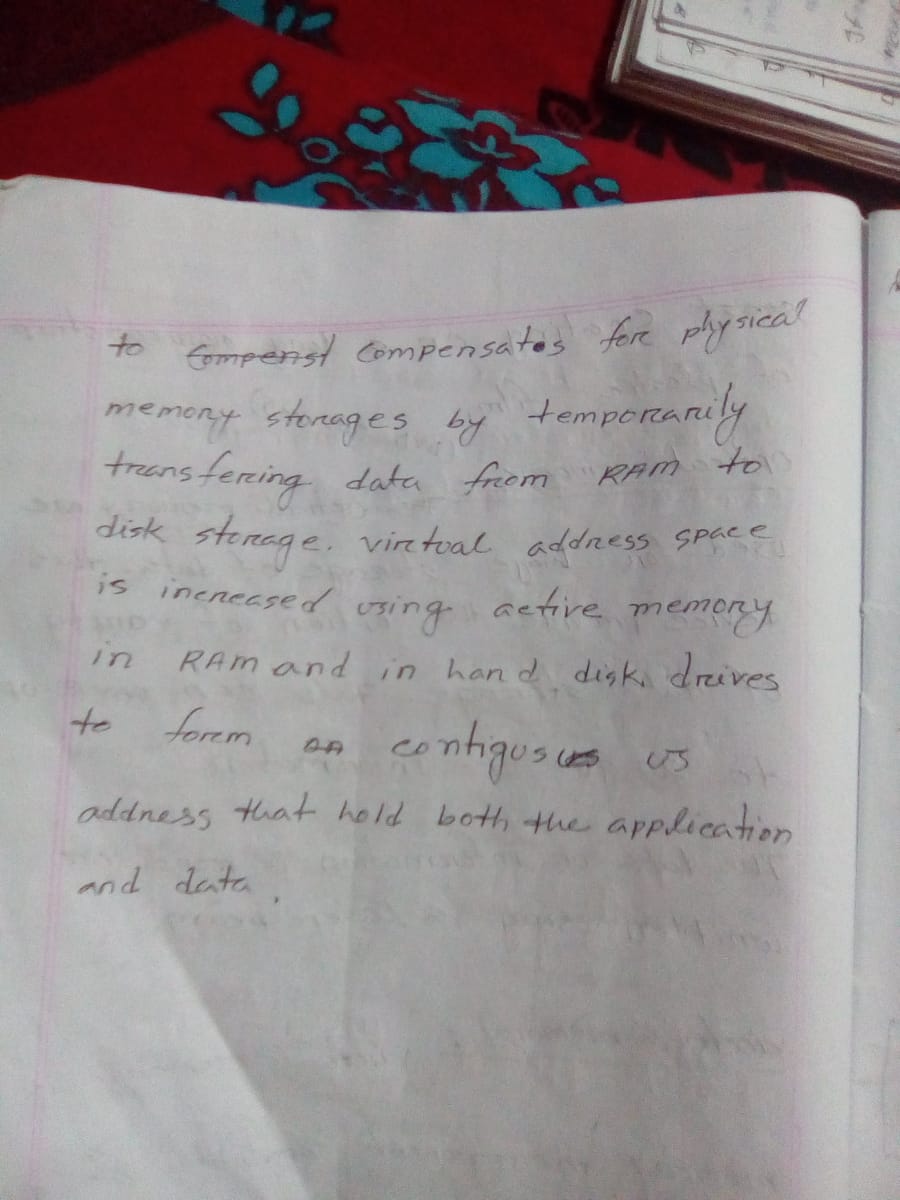 to compenst compensates for physical
memory storages by temporarily
transfering data from RAM to
disk storage. virtual address space
is increased using active memory
in RAM and in hand disk drives
to form an contigus us us
address that hold both the application
and data.